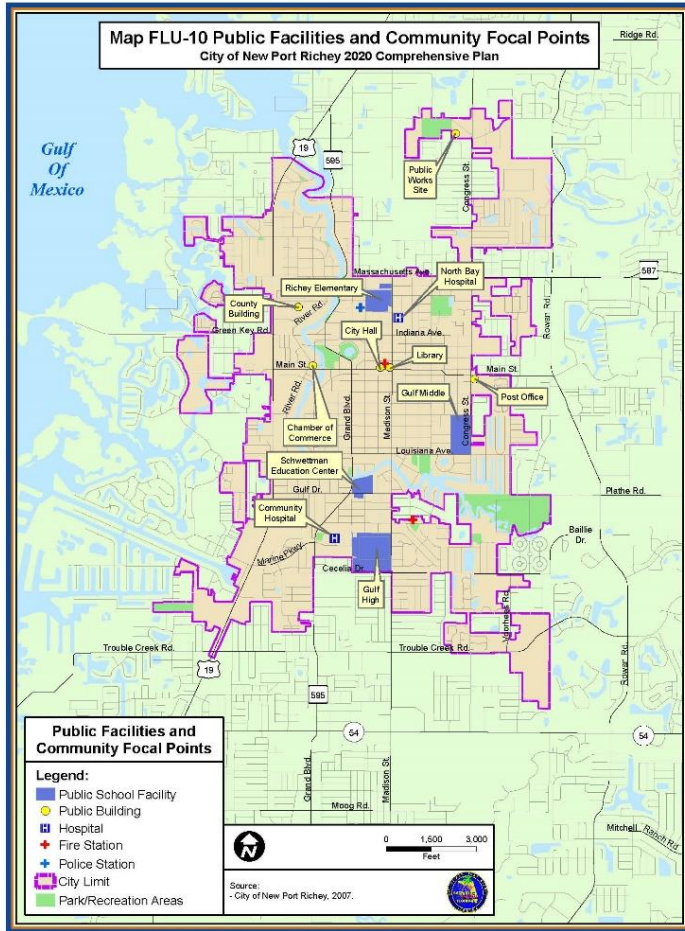 Map FLU-10 Public Facilities and Community Focal Points
City of New Port Richey 2020 Comprehensive Plan
Ridge Rd.
Gulf
Of
Mexico
19
595
Public
Works
Site
Congress St.
Massachusetts Ave.
North Bay
Hospital
587
Richey Elementary
County
Building
River Rd.
Rowan Rd.
Green Key Rd.
Indiana Ave.
City Hall
Library
Main St.
Main St.
River Rd.
Grand Blvd.
Madison St.
Gulf Middle
Congress St.
Post Office
Chamber of
Commerce
Louisiana Ave.
Schwettman
Education Center
Gulf Dr.
Plathe Rd.
Community
Hospital
Baillie
Dr.
Marine Pkwy.
Cecelia Dr.
Gulf
High
Voorhees Rd.
Trouble Creek Rd.
Trouble Creek Rd.
Rowan Rd.
19
595
54
54
Public Facilities and
Community Focal Points
Legend:
Public School Facility
Public Building
Hospital
Fire Station
Police Station
City Limit
Park/Recreation Areas
Grand Blvd.
Madison St.
Moog Rd.
Mitchell Ranch Rd.
N
0 1,500 3,000
Feet
Source:
- City of New Port Richey, 2007.